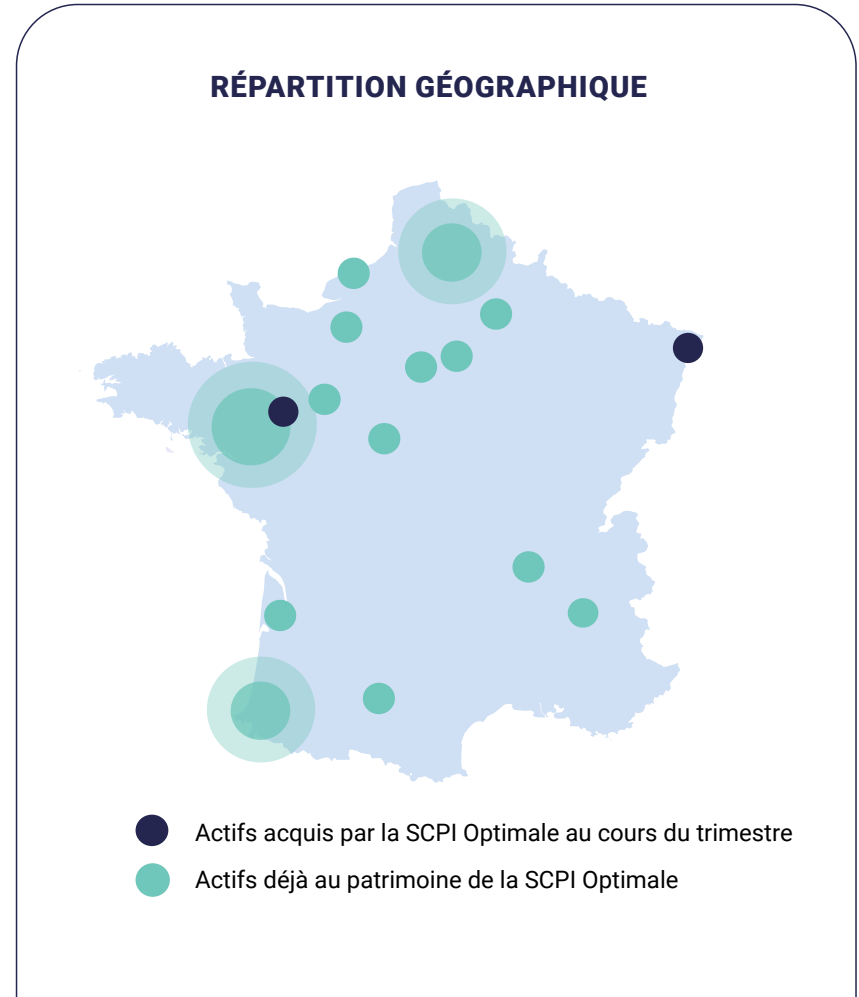 RÉPARTITION GÉOGRAPHIQUE
Actifs acquis par la SCPI Optimale au cours du trimestre
Actifs déjà au patrimoine de la SCPI Optimale